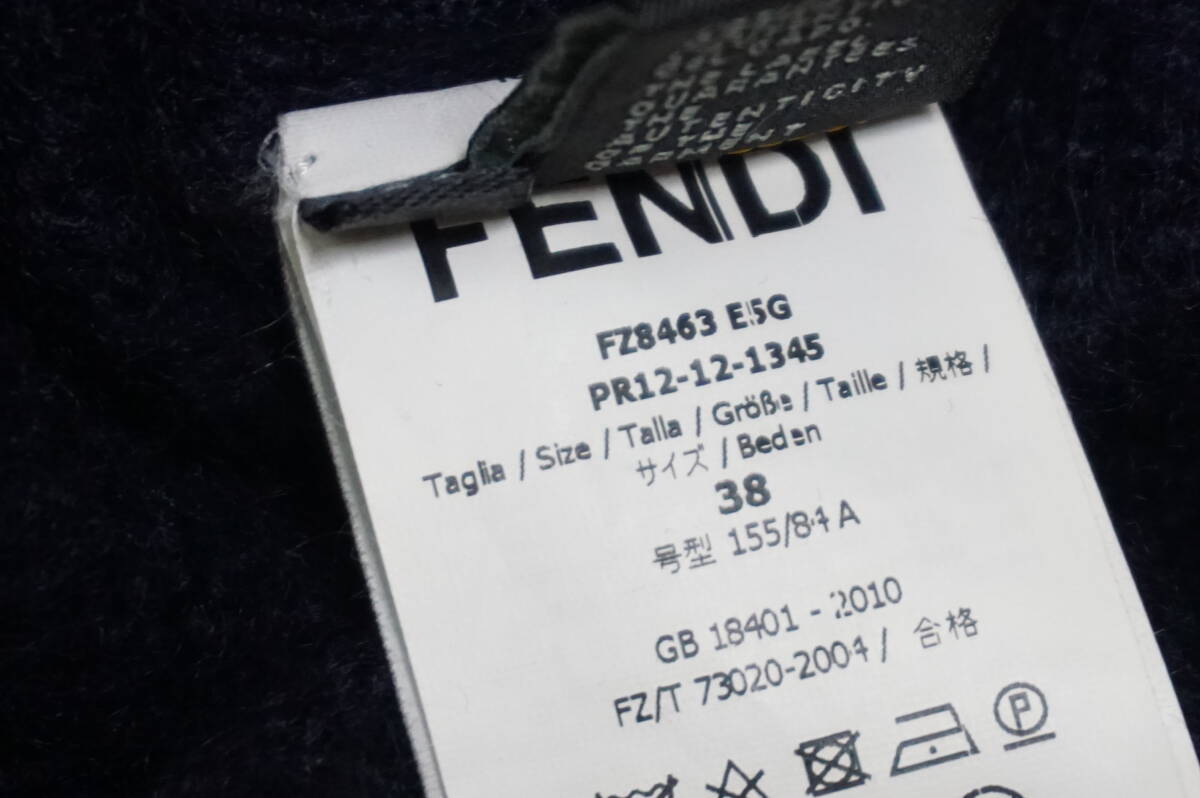 AUTHENTICITY
FENDI
FZ8463 E5G
PR12-12-1345
Taglia / Size / Talla / Größe / Taille / 規格 /
サイズ / Beden
38
号型 155/84 A
GB 18401 - 2010
FZ/T 73020-2004 / 合格
P